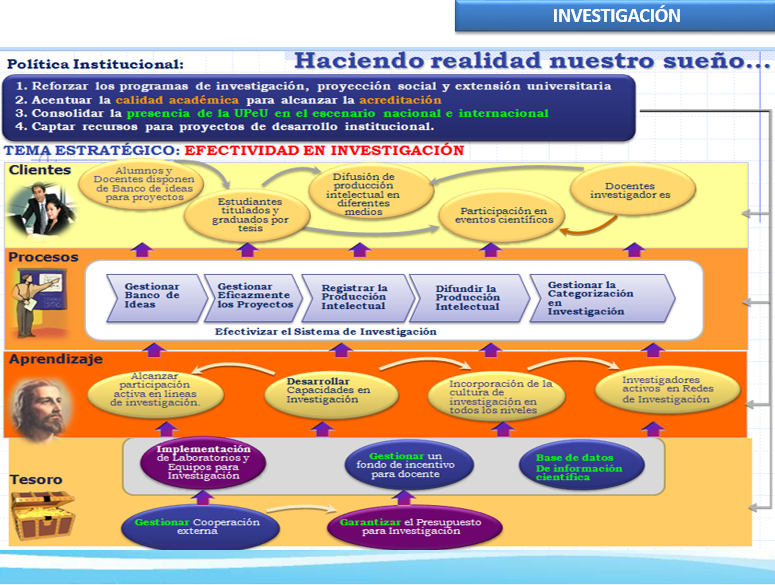 INVESTIGACIÓN
Política Institucional:
Haciendo realidad nuestro sueño...
1. Reforzar los programas de investigación, proyección social y extensión universitaria
2. Acentuar la calidad académica para alcanzar la acreditación
3. Consolidar la presencia de la UPeU en el escenario nacional e internacional
4. Captar recursos para proyectos de desarrollo institucional.
TEMA ESTRATÉGICO: EFECTIVIDAD EN INVESTIGACIÓN
Clientes
Alumnos y
Docentes disponen
de Banco de ideas
para proyectos
Estudiantes
titulados y
graduados por
tesis
Difusión de
producción
intelectual en
diferentes
medios
Participación en
eventos científicos
Docentes
investigador es
Procesos
Gestionar
Banco de
Ideas
Gestionar
Eficazmente
los Proyectos
Registrar la
Producción
Intelectual
Difundir la
Producción
Intelectual
Gestionar la
Categorización
en
Investigación
Efectivizar el Sistema de Investigación
Aprendizaje
Alcanzar
participación
activa en lineas
de investigación.
Desarrollar
Capacidades en
Investigación
Incorporación de la
cultura de
investigación en
todos los niveles
Investigadores
activos en Redes
de Investigación
Tesoro
Implementación
de Laboratorios y
Equipos para
Investigación
Gestionar un
fondo de incentivo
para docente
Base de datos
De información
científica
Gestionar Cooperación
externa
Garantizar el Presupuesto
para Investigación